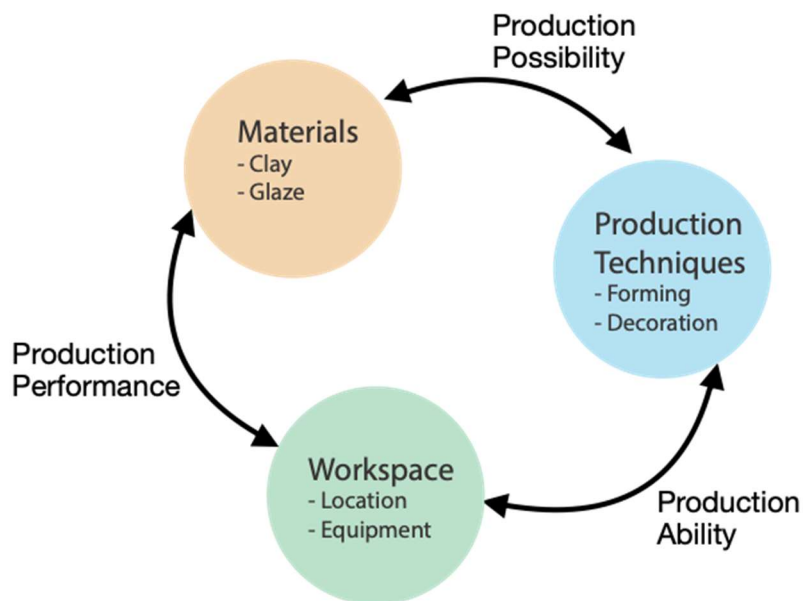 Production
Possibility
Materials
- Clay
- Glaze
Production
Techniques
- Forming
- Decoration
Production
Performance
Workspace
- Location
- Equipment
Production
Ability